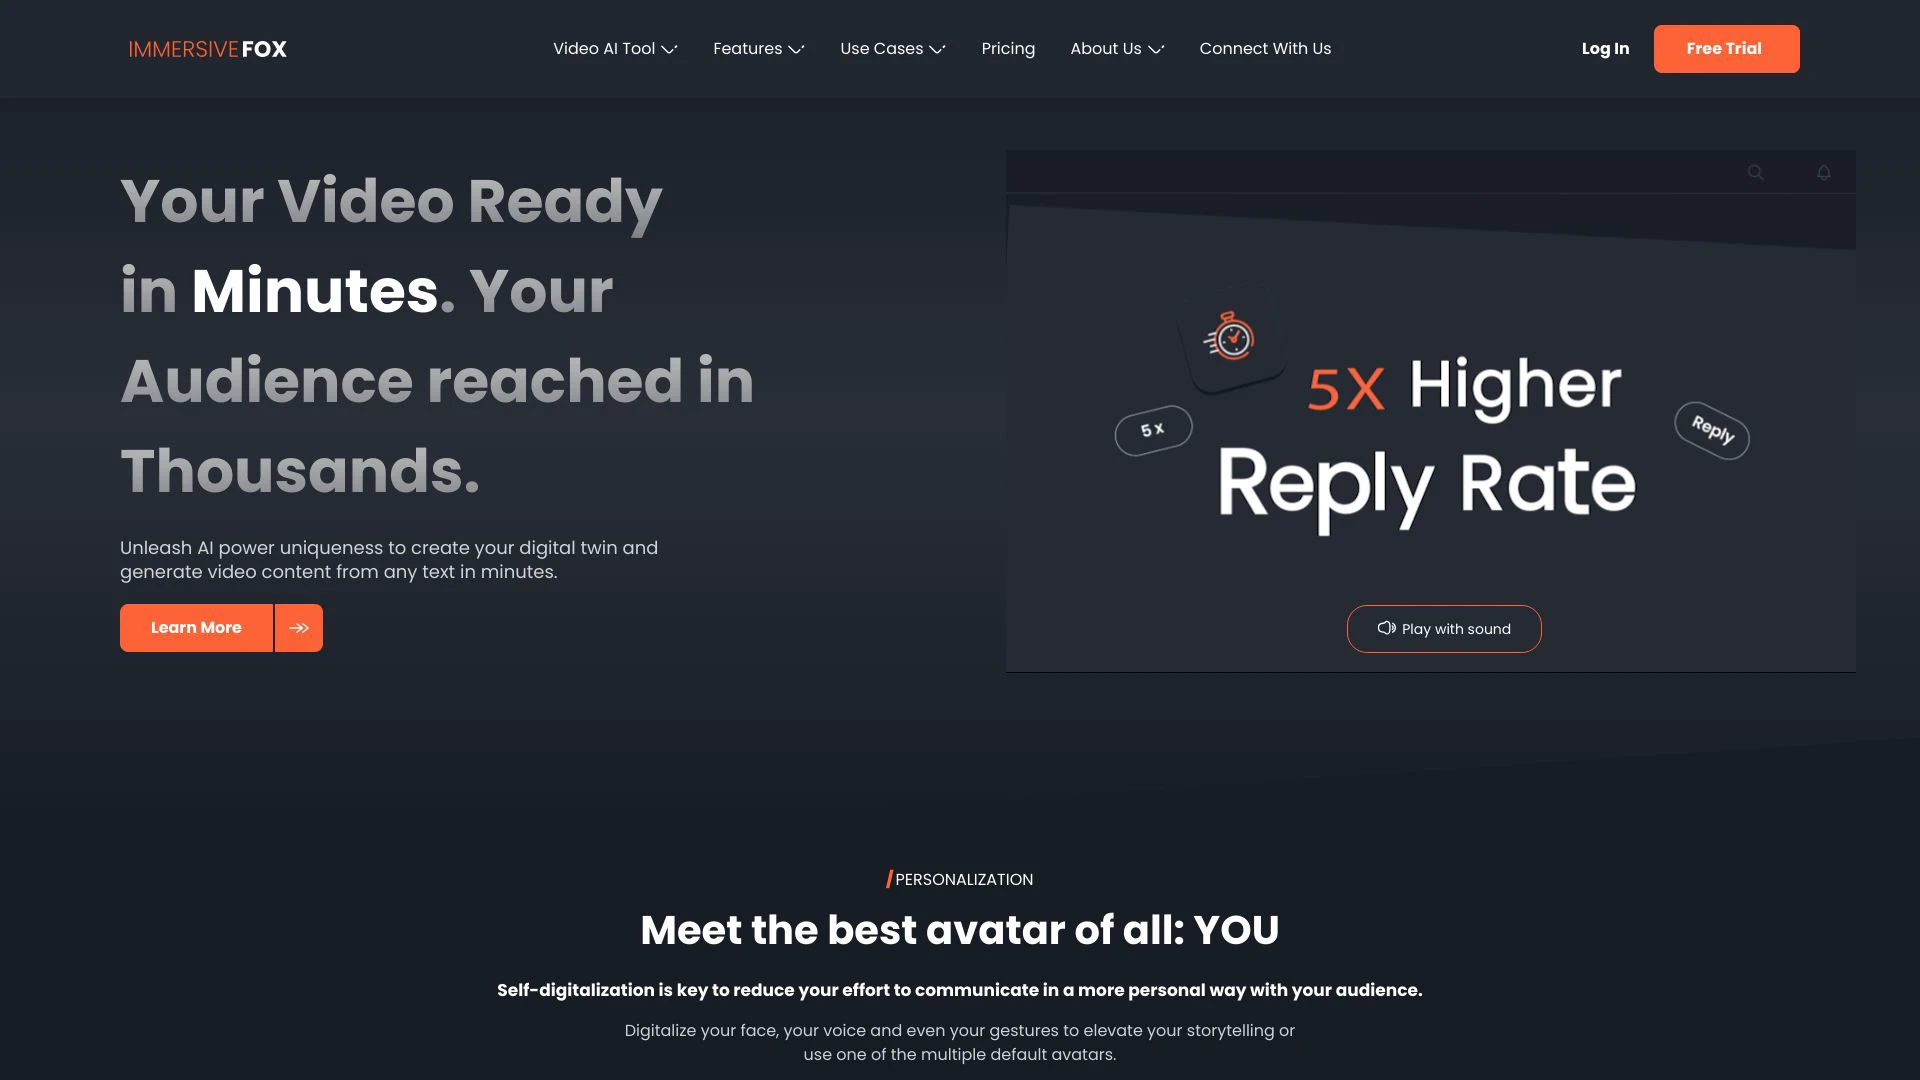 IMMERSIVEFOX
Video AI Tool
Features
Use Cases
Pricing
About Us
Connect With Us
Log In
Free Trial
Your Video Ready
in Minutes. Your
Audience reached in
Thousands.
Unleash AI power uniqueness to create your digital twin and
generate video content from any text in minutes.
Learn More
5 x
5X Higher
Reply Rate
Reply
Play with sound
/PERSONALIZATION
Meet the best avatar of all: YOU
Self-digitalization is key to reduce your effort to communicate in a more personal way with your audience.
Digitalize your face, your voice and even your gestures to elevate your storytelling or
use one of the multiple default avatars.